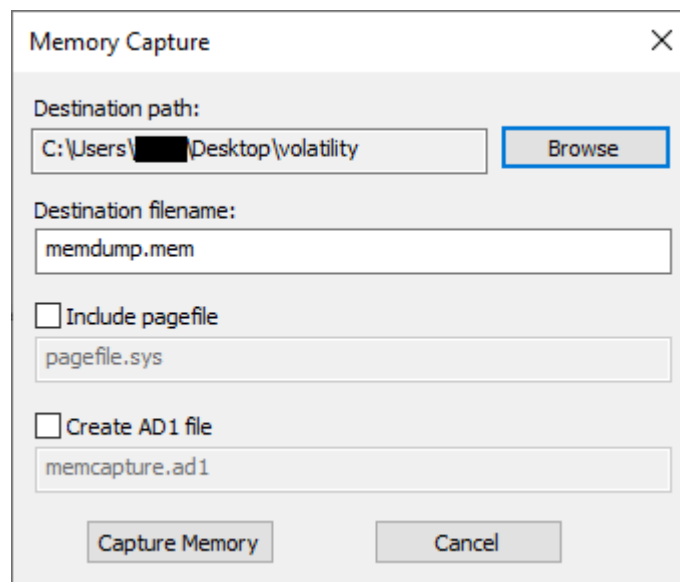 Memory Capture
Destination path:
C:\Users\ \Desktop\volatility
Browse
Destination filename:
memdump.mem
Include pagefile
pagefile.sys
Create AD1 file
memcapture.ad1
Capture Memory
Cancel